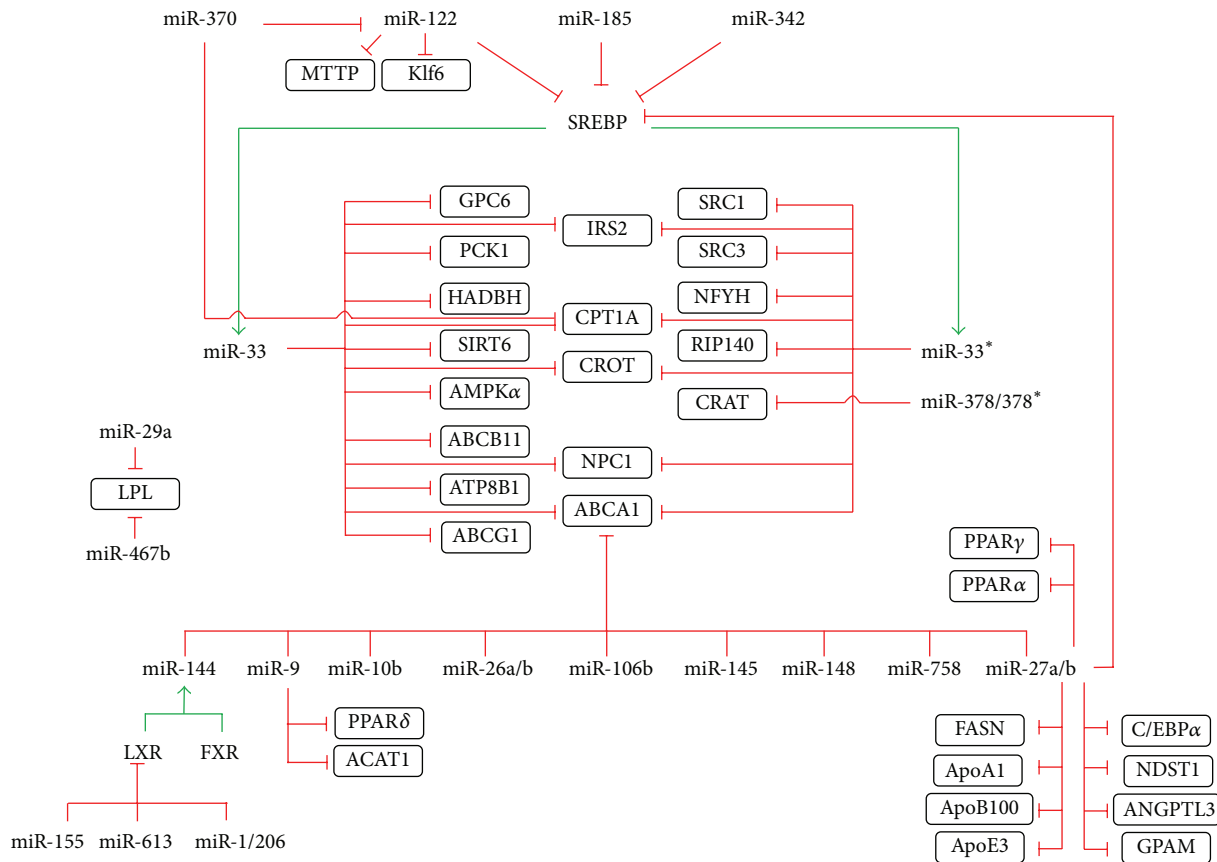 miR-370 miR-122 miR-185 miR-342
MTTP Klf6
SREBP
GPC6 SRC1
IRS2
PCK1 SRC3
HADBH NFYH
CPT1A
miR-33 SIRT6 RIP140 miR-33*
CROT
AMPKα CRAT miR-378/378*
miR-29a ABCB11
NPC1
LPL ATP8B1
ABCA1
miR-467b ABCG1 PPARγ
PPARα
miR-144 miR-9 miR-10b miR-26a/b miR-106b miR-145 miR-148 miR-758 miR-27a/b
PPARδ FASN C/EBPα
LXR FXR ACAT1 ApoA1 NDST1
ApoB100 ANGPTL3
miR-155 miR-613 miR-1/206 ApoE3 GPAM